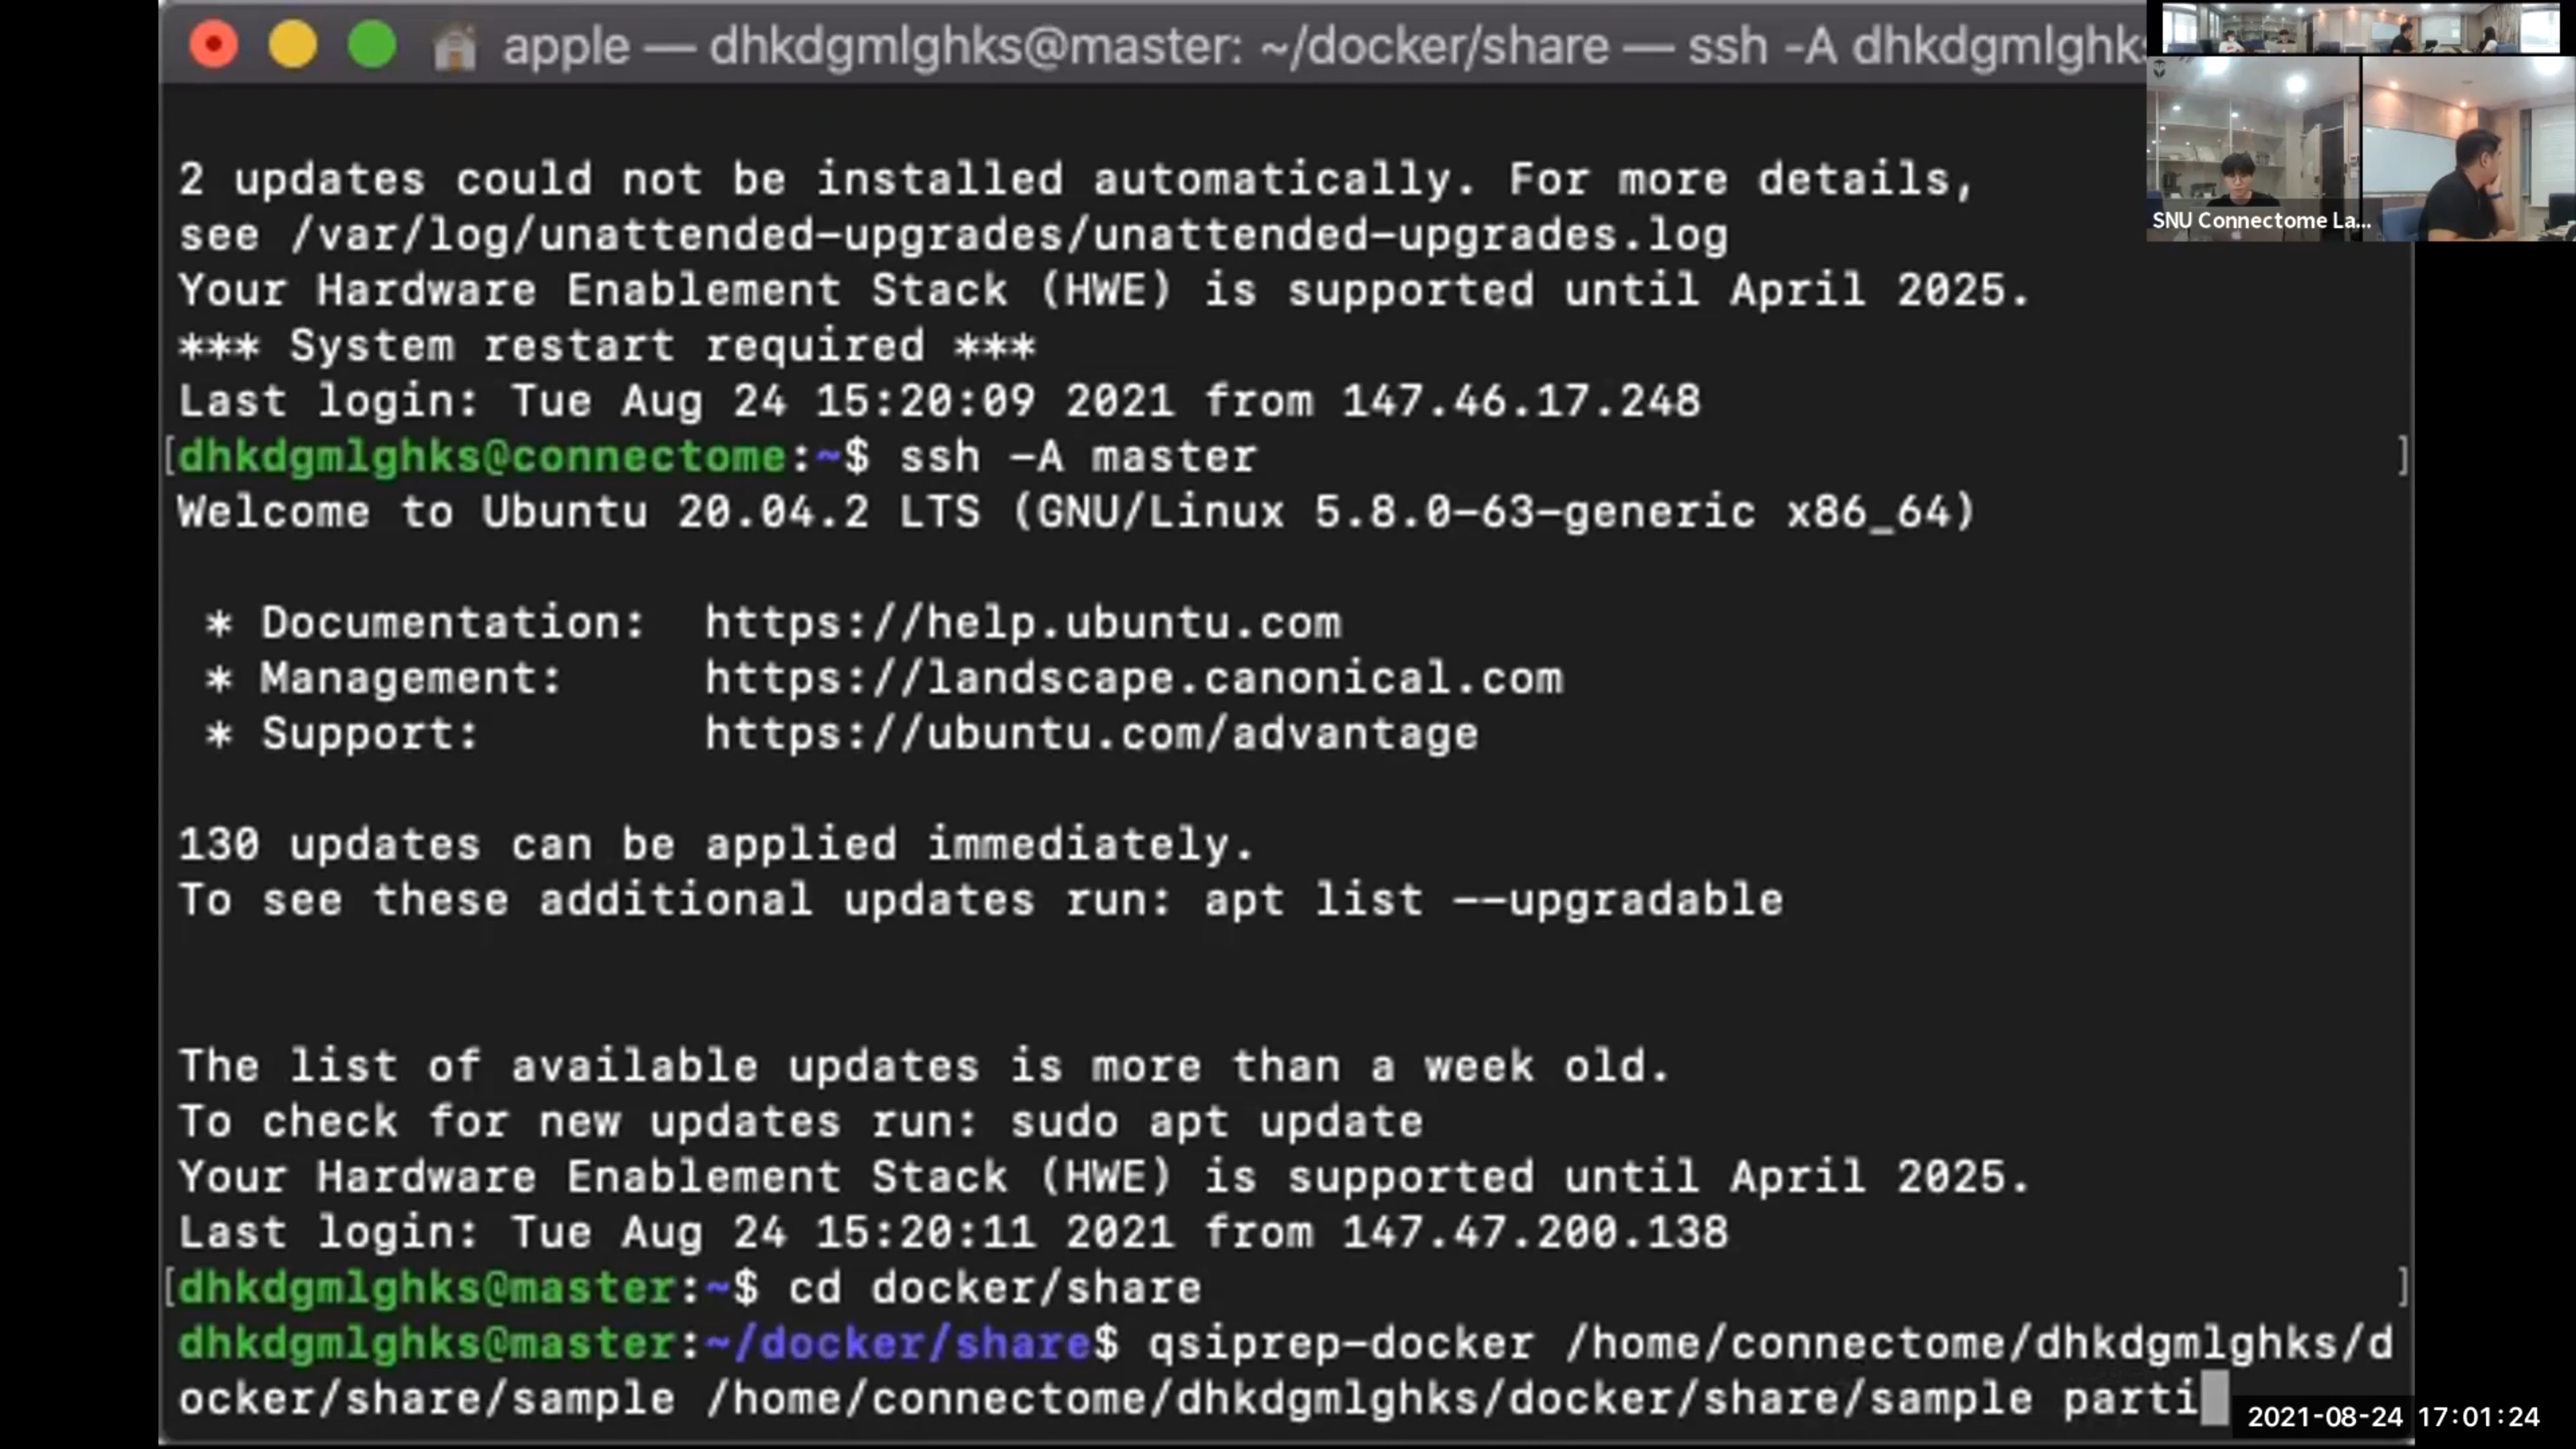 apple — dhkdgmlghks@master: ~/docker/share — ssh -A dhkdgmlghks
SNU Connectome La...
2 updates could not be installed automatically. For more details,
see /var/log/unattended-upgrades/unattended-upgrades.log
Your Hardware Enablement Stack (HWE) is supported until April 2025.
*** System restart required ***
Last login: Tue Aug 24 15:20:09 2021 from 147.46.17.248
[dhkdgmlghks@connectome:~$ ssh -A master ]
Welcome to Ubuntu 20.04.2 LTS (GNU/Linux 5.8.0-63-generic x86_64)
* Documentation: https://help.ubuntu.com
* Management: https://landscape.canonical.com
* Support: https://ubuntu.com/advantage
130 updates can be applied immediately.
To see these additional updates run: apt list --upgradable
The list of available updates is more than a week old.
To check for new updates run: sudo apt update
Your Hardware Enablement Stack (HWE) is supported until April 2025.
Last login: Tue Aug 24 15:20:11 2021 from 147.47.200.138
[dhkdgmlghks@master:~$ cd docker/share ]
dhkdgmlghks@master:~/docker/share$ qsiprep-docker /home/connectome/dhkdgmlghks/d
ocker/share/sample /home/connectome/dhkdgmlghks/docker/share/sample parti
2021-08-24 17:01:24